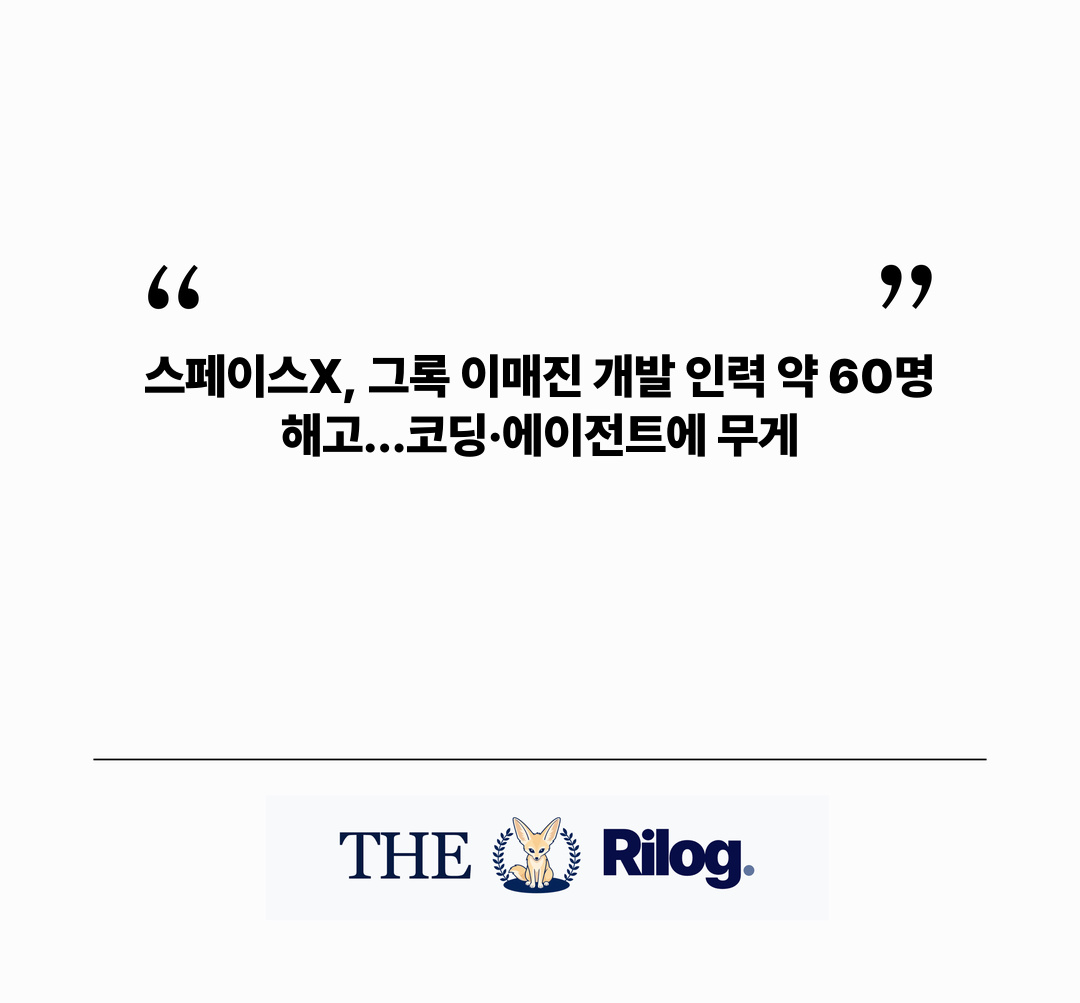 “ ”
스페이스X, 그록 이매진 개발 인력 약 60명
해고...코딩·에이전트에 무게
THE Rilog.